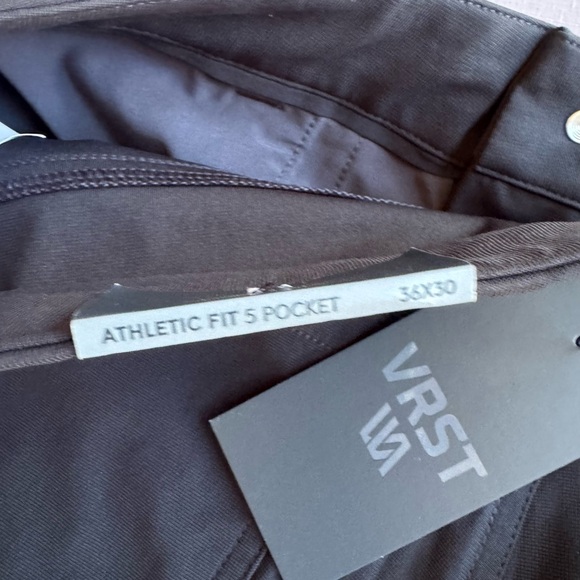 ATHLETIC FIT 5 POCKET 36X30
VRST